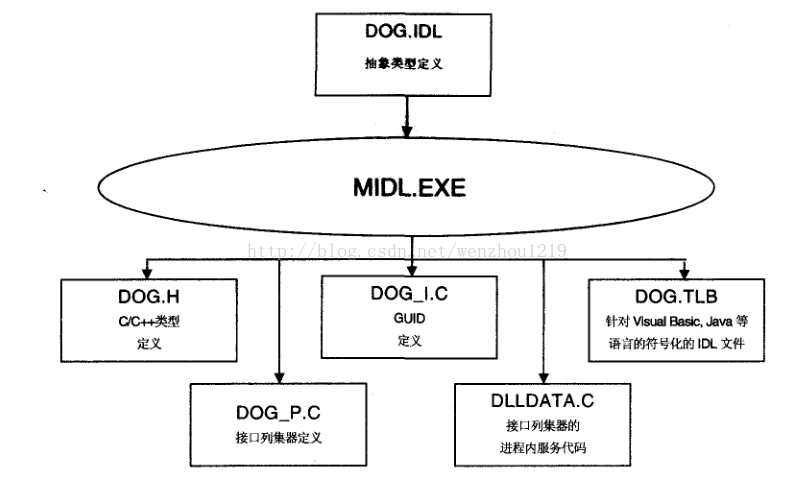 DOG.IDL
抽象类型定义
MIDL.EXE
http://blog.csdn.net/wenzhou1219
DOG.H
C/C++类型
定义
DOG_I.C
GUID
定义
DOG.TLB
针对 Visual Basic, Java 等
语言的符号化的 IDL 文件
DOG_P.C
接口列集器定义
DLLDATA.C
接口列集器的
进程内服务代码